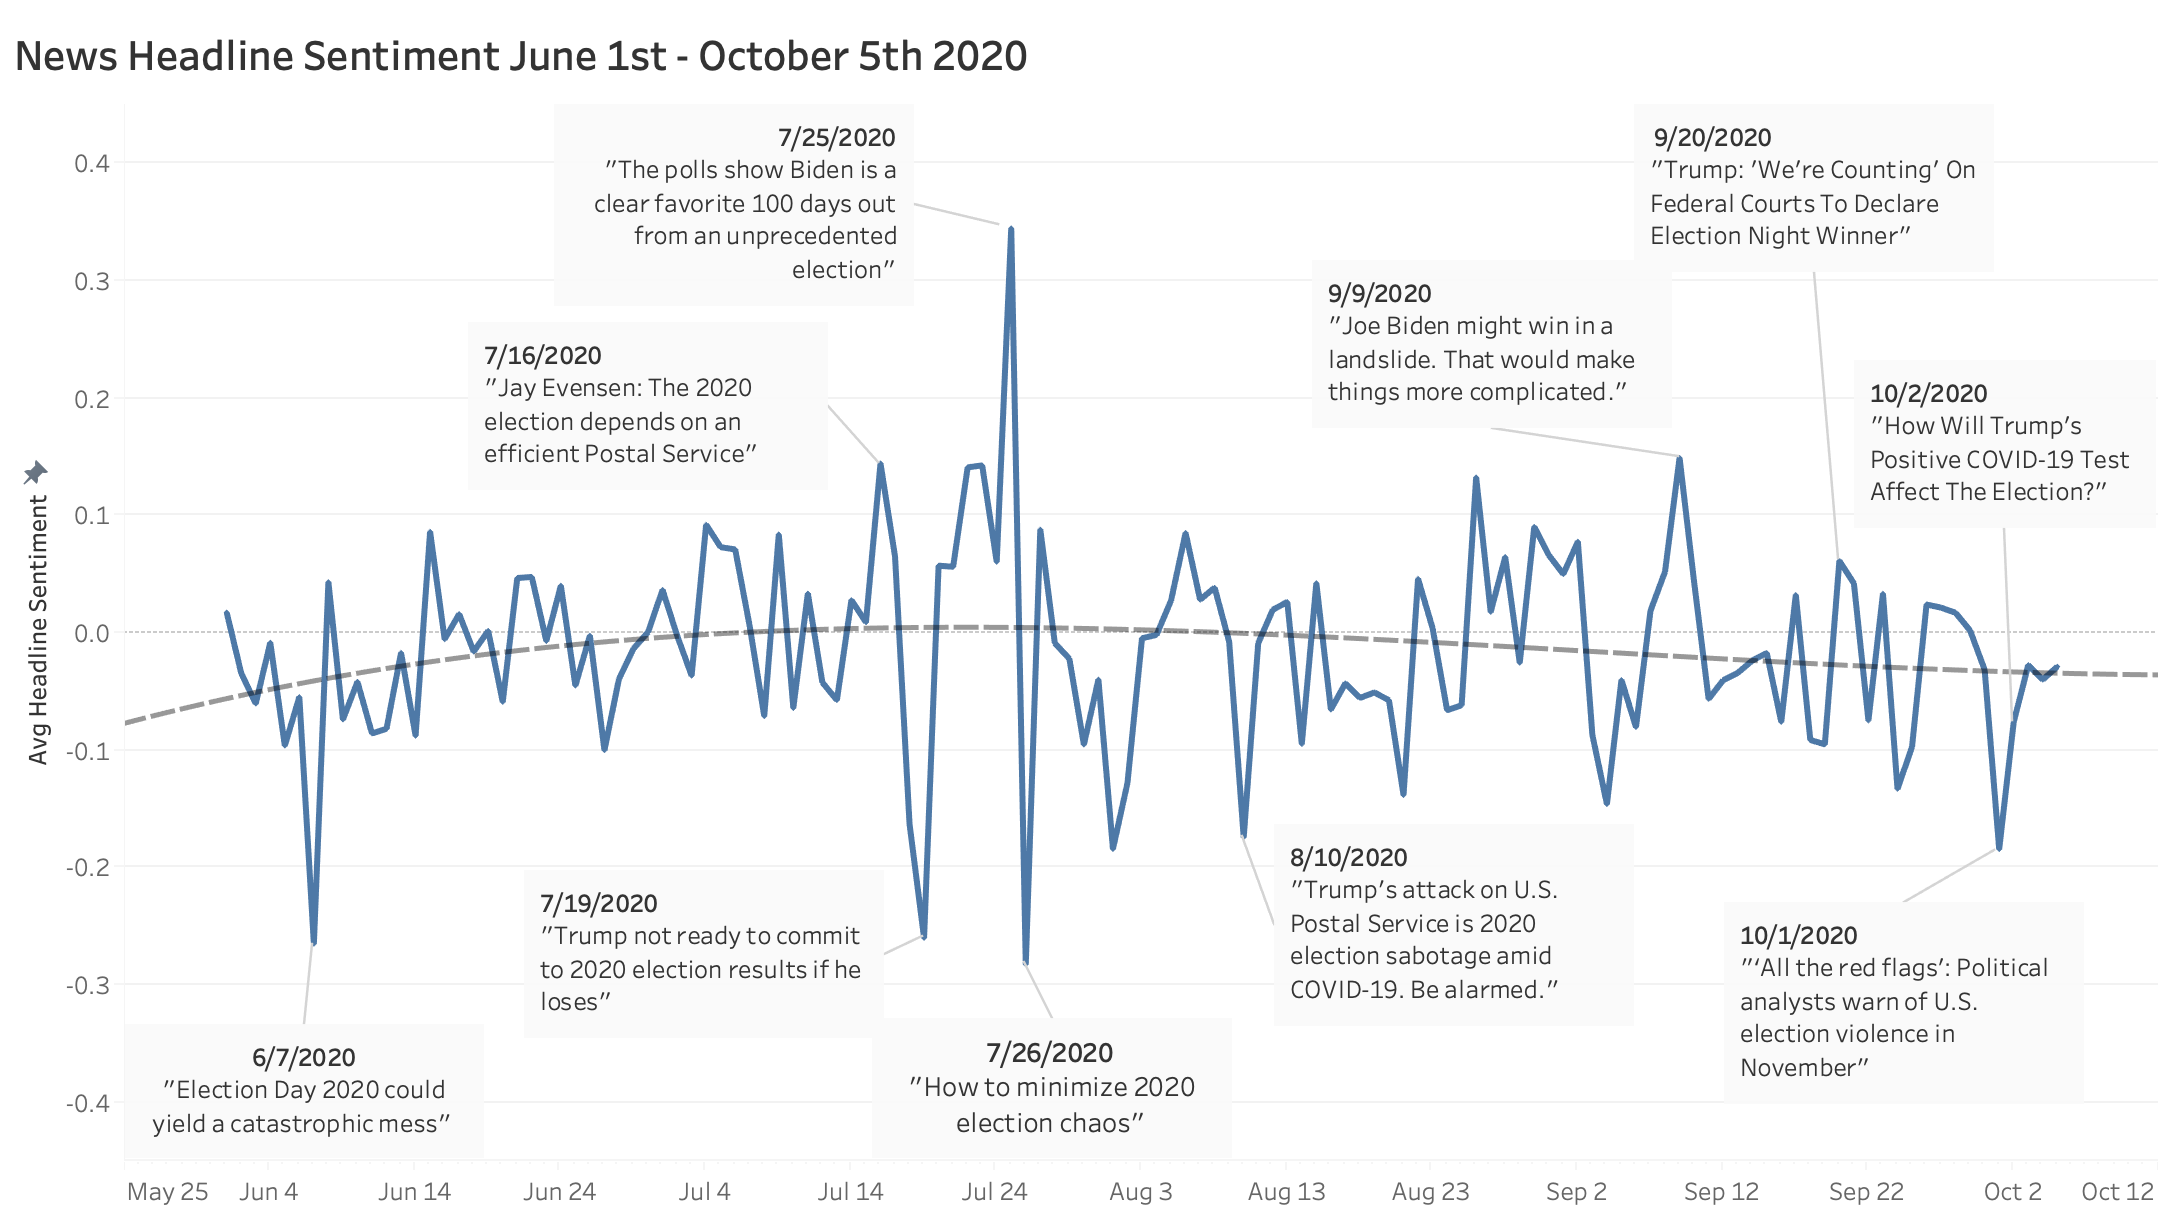 News Headline Sentiment June 1st - October 5th 2020
7/25/2020
"The polls show Biden is a
clear favorite 100 days out
from an unprecedented
election"
9/20/2020
"Trump: 'We're Counting' On
Federal Courts To Declare
Election Night Winner"
9/9/2020
"Joe Biden might win in a
landslide. That would make
things more complicated."
7/16/2020
"Jay Evensen: The 2020
election depends on an
efficient Postal Service"
10/2/2020
"How Will Trump's
Positive COVID-19 Test
Affect The Election?"
Avg Headline Sentiment
0.4
0.3
0.2
0.1
0.0
-0.1
-0.2
-0.3
-0.4
8/10/2020
"Trump's attack on U.S.
Postal Service is 2020
election sabotage amid
COVID-19. Be alarmed."
7/19/2020
"Trump not ready to commit
to 2020 election results if he
loses"
10/1/2020
"'All the red flags': Political
analysts warn of U.S.
election violence in
November"
6/7/2020
"Election Day 2020 could
yield a catastrophic mess"
7/26/2020
"How to minimize 2020
election chaos"
May 25 Jun 4 Jun 14 Jun 24 Jul 4 Jul 14 Jul 24 Aug 3 Aug 13 Aug 23 Sep 2 Sep 12 Sep 22 Oct 2 Oct 12